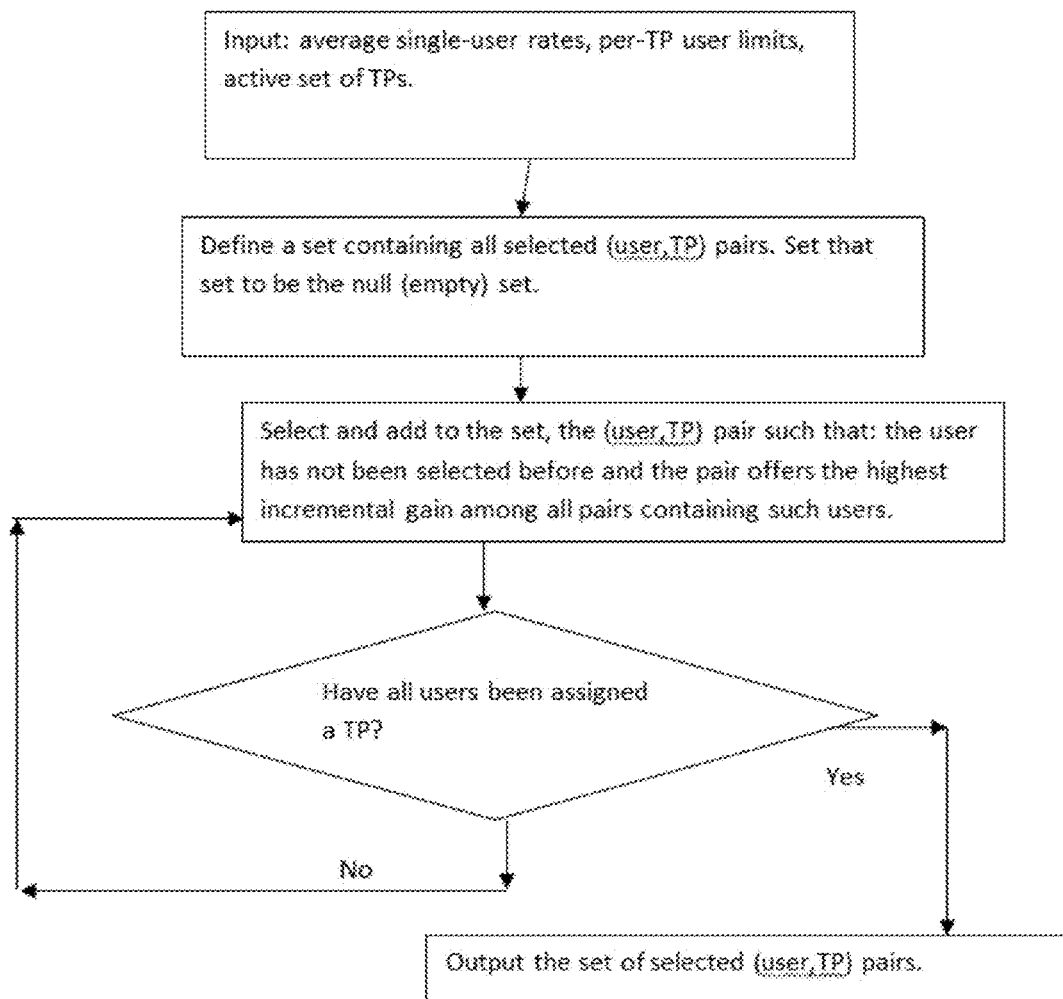 Input: average single-user rates, per-TP user limits,
active set of TPs.
Define a set containing all selected (user,TP) pairs. Set that
set to be the null (empty) set.
Select and add to the set, the (user,TP) pair such that: the user
has not been selected before and the pair offers the highest
incremental gain among all pairs containing such users.
Have all users been assigned
a TP?
Yes
No
Output the set of selected (user,TP) pairs.